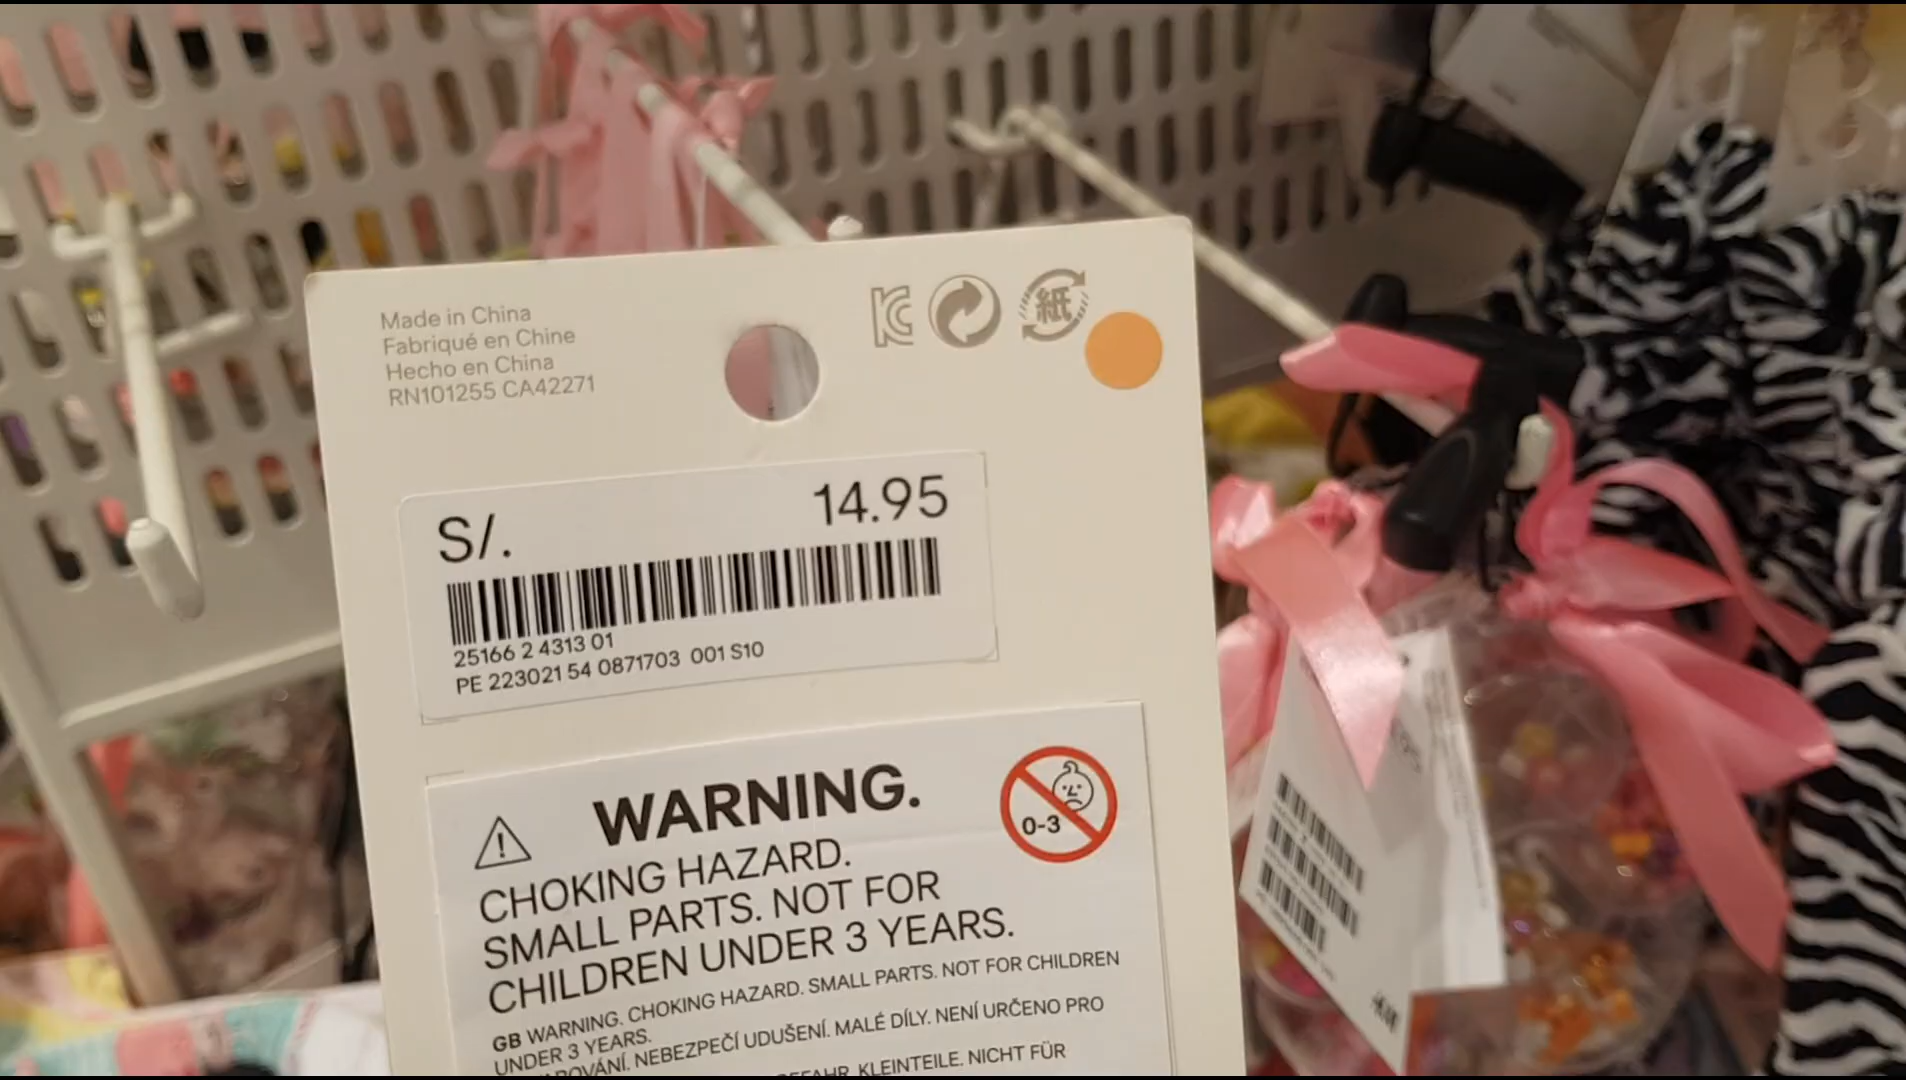 Made in China
Fabriqué en Chine
Hecho en China
RN101255 CA42271
紙
S/. 14.95
25166 2 4313 01
PE 223021 54 0871703 001 S10
WARNING.
0-3
CHOKING HAZARD.
SMALL PARTS. NOT FOR
CHILDREN UNDER 3 YEARS.
GB WARNING. CHOKING HAZARD. SMALL PARTS. NOT FOR CHILDREN
UNDER 3 YEARS.
NEBEZPEČÍ UDUŠENÍ. MALÉ DÍLY. NENÍ URČENO PRO
KLEINTEILE. NICHT FÜR